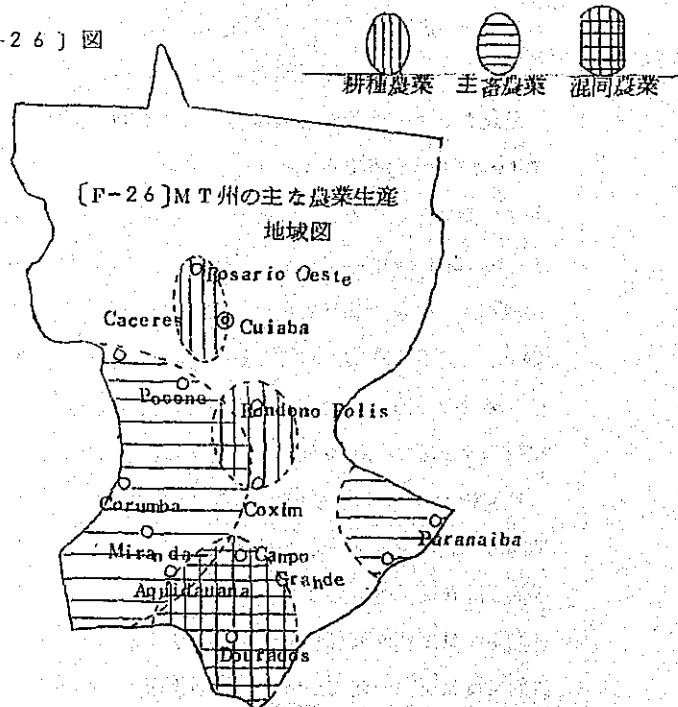 -26〕図
耕種農業 主畜農業 混同農業
〔F-26〕MT州の主な農業生産
地域図
Rosario Oeste
Cacere
Cuiaba
Pocone
Rondono Polis
Corumba
Coxim
Paranaiba
Miranda
Campo
Grande
Aquidauana
Dourados